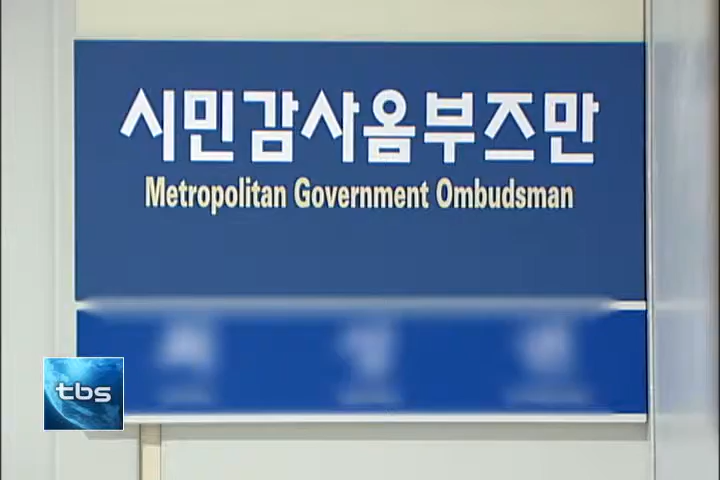 시민감사옴부즈만
Metropolitan Government Ombudsman
tbs